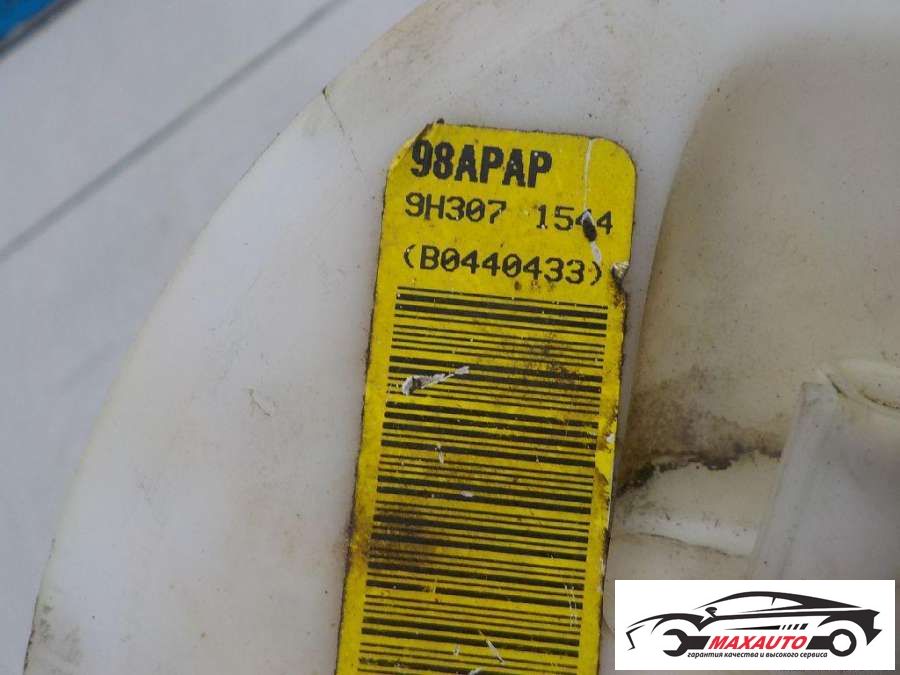 98APAP
9H307 1544
(B0440433)
MAXAUTO
гарантия качества и высокого сервиса